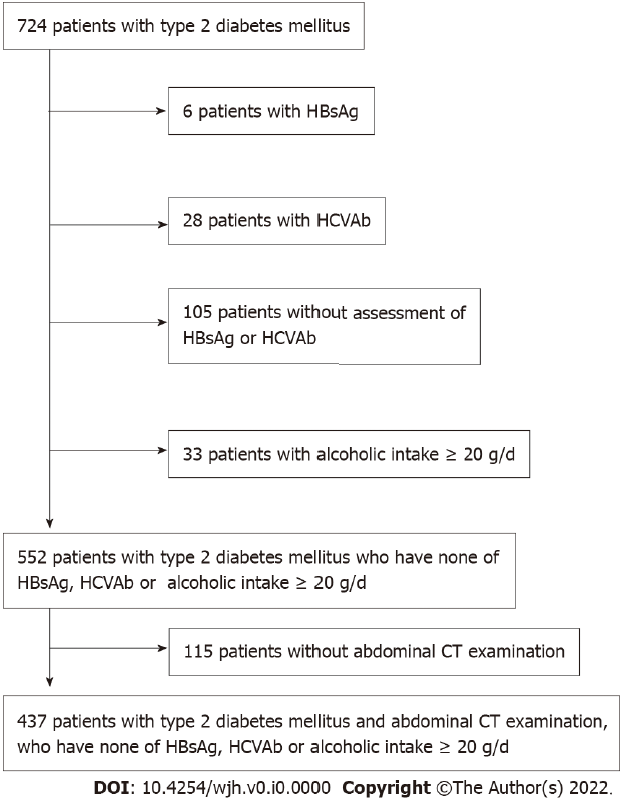 724 patients with type 2 diabetes mellitus
6 patients with HBsAg
28 patients with HCVAb
105 patients without assessment of
HBsAg or HCVAb
33 patients with alcoholic intake ≥ 20 g/d
552 patients with type 2 diabetes mellitus who have none of
HBsAg, HCVAb or alcoholic intake ≥ 20 g/d
115 patients without abdominal CT examination
437 patients with type 2 diabetes mellitus and abdominal CT examination,
who have none of HBsAg, HCVAb or alcoholic intake ≥ 20 g/d
DOI: 10.4254/wjh.v0.i0.0000 Copyright ©The Author(s) 2022.